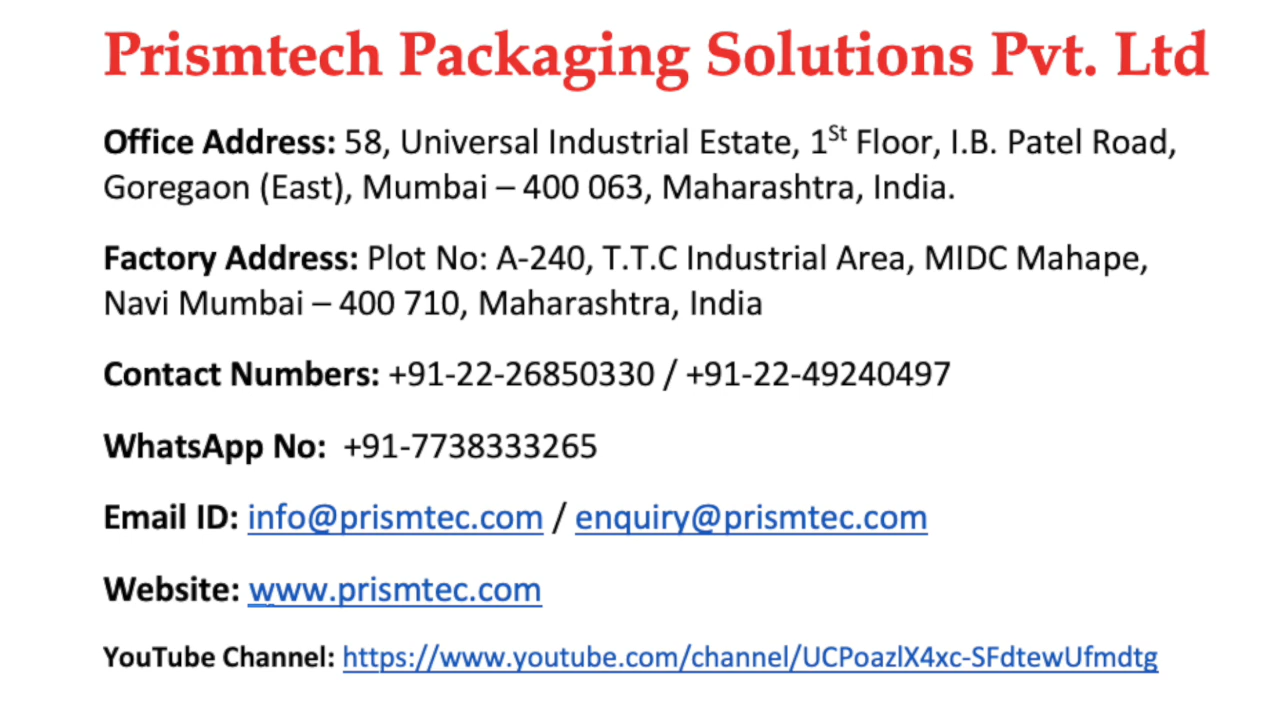 Prismtech Packaging Solutions Pvt. Ltd
Office Address: 58, Universal Industrial Estate, 1St Floor, I.B. Patel Road,
Goregaon (East), Mumbai – 400 063, Maharashtra, India.
Factory Address: Plot No: A-240, T.T.C Industrial Area, MIDC Mahape,
Navi Mumbai – 400 710, Maharashtra, India
Contact Numbers: +91-22-26850330 / +91-22-49240497
WhatsApp No: +91-7738333265
Email ID: info@prismtec.com / enquiry@prismtec.com
Website: www.prismtec.com
YouTube Channel: https://www.youtube.com/channel/UCPoazlX4xc-SFdtewUfmdtg